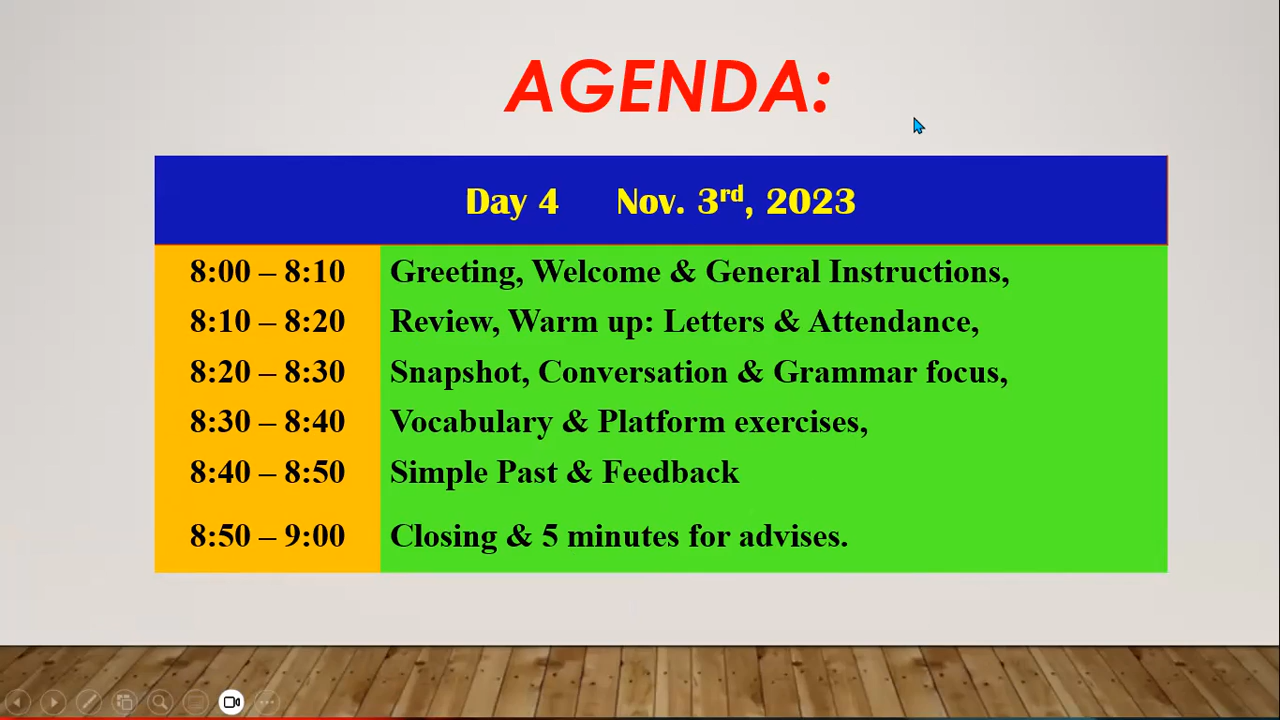 AGENDA:
Day 4 Nov. 3rd, 2023
8:00 – 8:10 Greeting, Welcome & General Instructions,
8:10 – 8:20 Review, Warm up: Letters & Attendance,
8:20 – 8:30 Snapshot, Conversation & Grammar focus,
8:30 – 8:40 Vocabulary & Platform exercises,
8:40 – 8:50 Simple Past & Feedback
8:50 – 9:00 Closing & 5 minutes for advises.